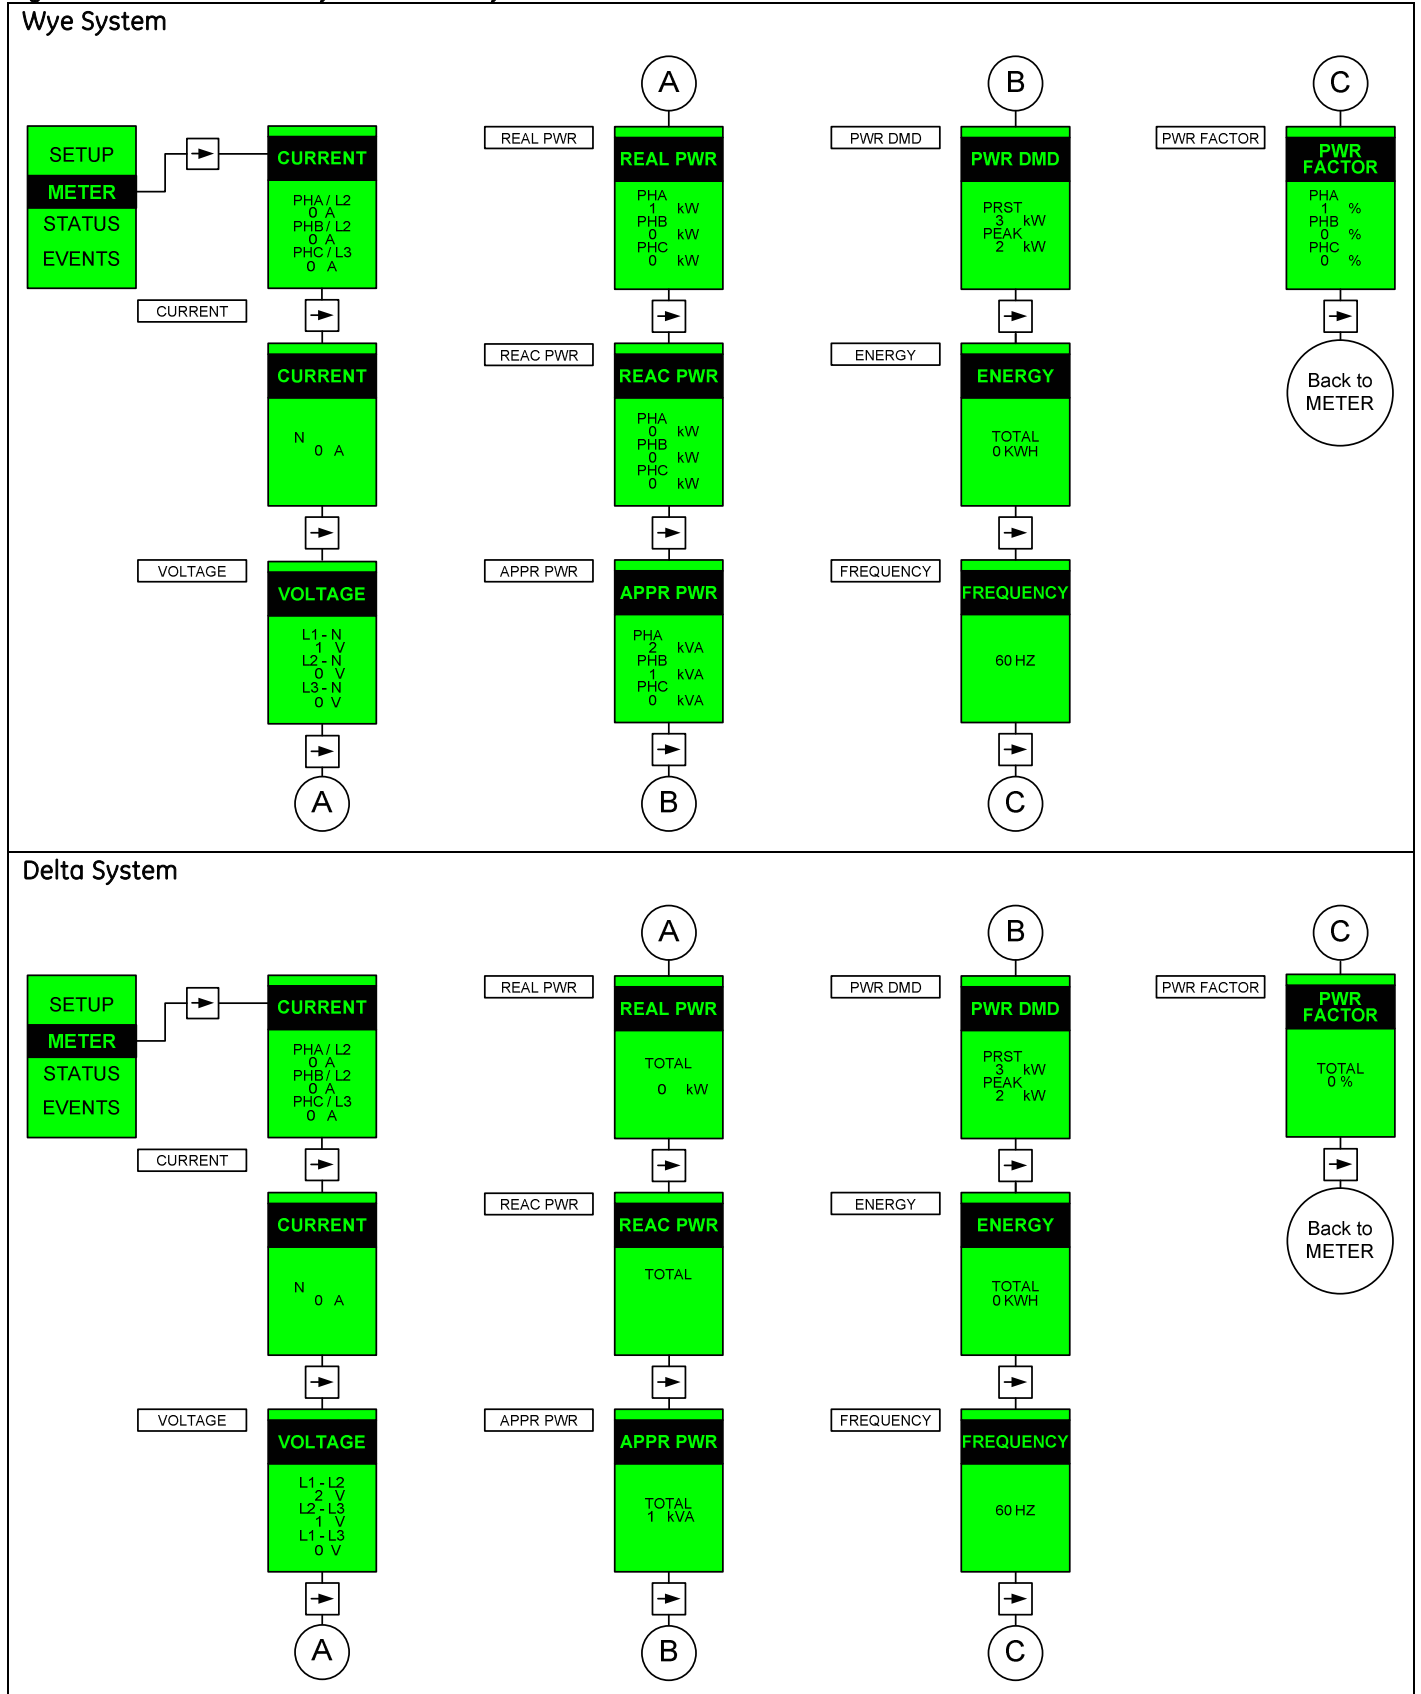 Wye System
SETUP
METER
STATUS
EVENTS
CURRENT
PHA / L2
0 A
PHB / L2
0 A
PHC / L3
0 A
CURRENT
CURRENT
N
0 A
VOLTAGE
VOLTAGE
L1 - N
1 V
L2 - N
0 V
L3 - N
0 V
A
A
REAL PWR
REAL PWR
PHA
1 kW
PHB
0 kW
PHC
0 kW
REAC PWR
REAC PWR
PHA
0 kW
PHB
0 kW
PHC
0 kW
APPR PWR
APPR PWR
PHA
2 kVA
PHB
1 kVA
PHC
0 kVA
B
B
PWR DMD
PWR DMD
PRST
3 kW
PEAK
2 kW
ENERGY
ENERGY
TOTAL
0 KWH
FREQUENCY
FREQUENCY
60 HZ
C
C
PWR FACTOR
PWR
FACTOR
PHA
1 %
PHB
0 %
PHC
0 %
Back to
METER
Delta System
SETUP
METER
STATUS
EVENTS
CURRENT
PHA / L2
0 A
PHB / L2
0 A
PHC / L3
0 A
CURRENT
CURRENT
N
0 A
VOLTAGE
VOLTAGE
L1 - L2
2 V
L2 - L3
1 V
L1 - L3
0 V
A
A
REAL PWR
REAL PWR
TOTAL
0 kW
REAC PWR
REAC PWR
TOTAL
APPR PWR
APPR PWR
TOTAL
1 kVA
B
B
PWR DMD
PWR DMD
PRST
3 kW
PEAK
2 kW
ENERGY
ENERGY
TOTAL
0 KWH
FREQUENCY
FREQUENCY
60 HZ
C
C
PWR FACTOR
PWR
FACTOR
TOTAL
0 %
Back to
METER